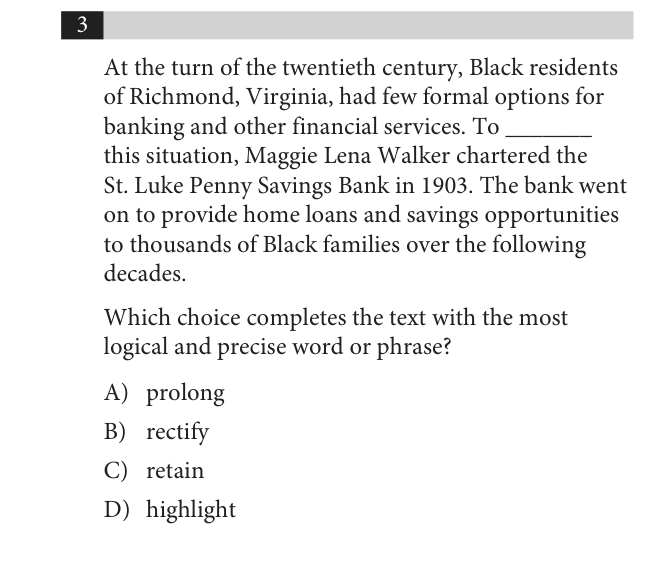 3
At the turn of the twentieth century, Black residents
of Richmond, Virginia, had few formal options for
banking and other financial services. To _______
this situation, Maggie Lena Walker chartered the
St. Luke Penny Savings Bank in 1903. The bank went
on to provide home loans and savings opportunities
to thousands of Black families over the following
decades.
Which choice completes the text with the most
logical and precise word or phrase?
A) prolong
B) rectify
C) retain
D) highlight